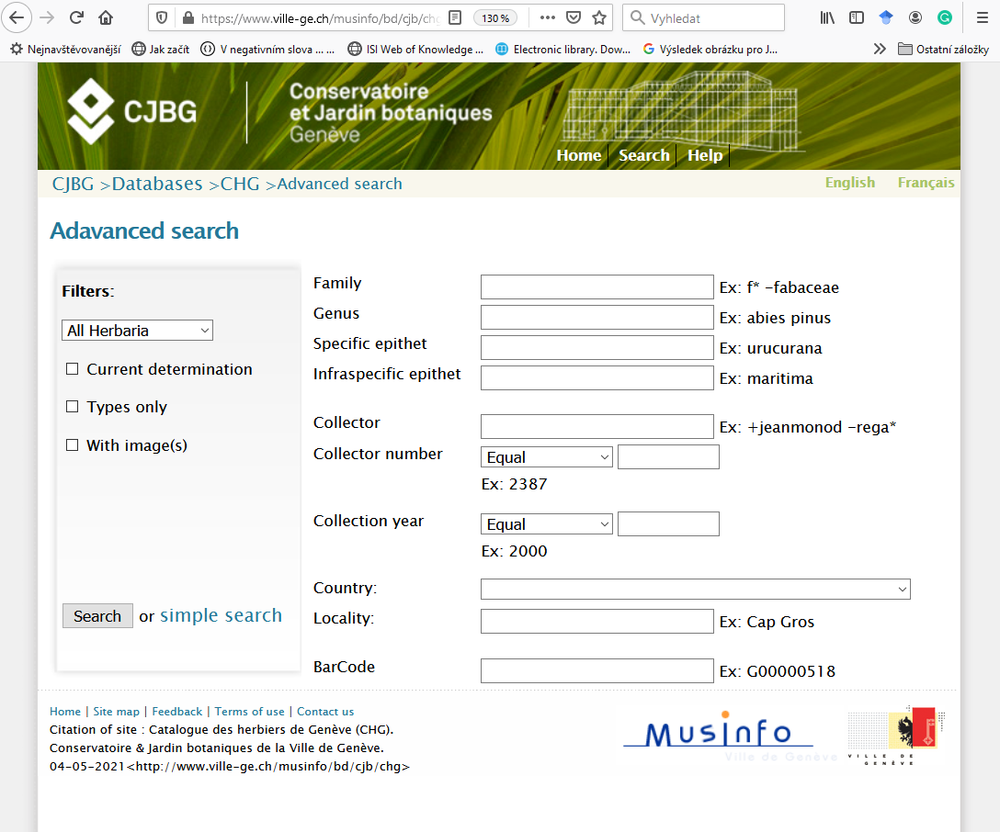 https://www.ville-ge.ch/musinfo/bd/cjb/chg
130 %
Vyhledat
Nejnavštěvovanější
Jak začít
V negativním slova ... ...
ISI Web of Knowledge ...
Electronic library. Dow...
Výsledek obrázku pro J...
Ostatní záložky
CJBG
Conservatoire
et Jardin botaniques
Genève
Home Search Help
CJBG >Databases >CHG >Advanced search
English Français
Adavanced search
Filters:
All Herbaria
Current determination
Types only
With image(s)
Search or simple search
Family Ex: f* -fabaceae
Genus Ex: abies pinus
Specific epithet Ex: urucurana
Infraspecific epithet Ex: maritima
Collector Ex: +jeanmonod -rega*
Collector number Equal
Ex: 2387
Collection year Equal
Ex: 2000
Country:
Locality: Ex: Cap Gros
BarCode Ex: G00000518
Home | Site map | Feedback | Terms of use | Contact us
Citation of site : Catalogue des herbiers de Genève (CHG).
Conservatoire & Jardin botaniques de la Ville de Genève.
04-05-2021<http://www.ville-ge.ch/musinfo/bd/cjb/chg>
Musinfo
Ville de Genève
VILLE DE
GENÈVE